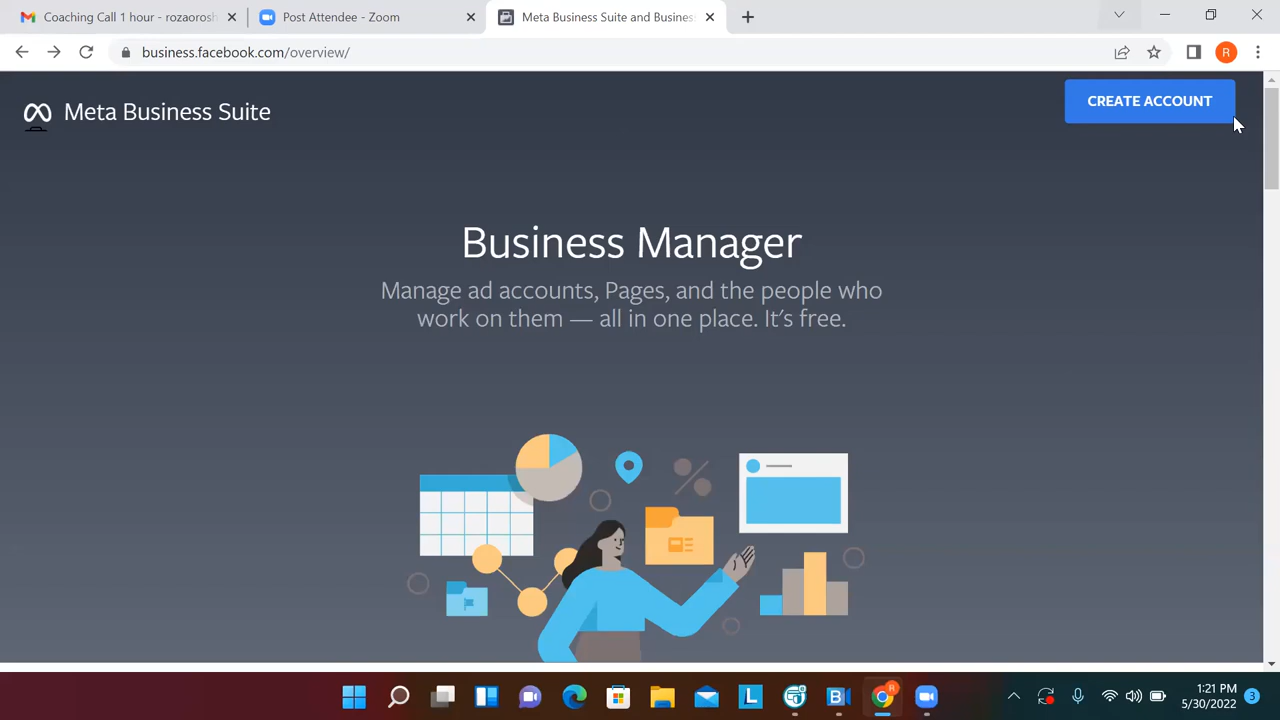 Coaching Call 1 hour - rozaorosh
Post Attendee - Zoom
Meta Business Suite and Busines
business.facebook.com/overview/
R
Meta Business Suite
CREATE ACCOUNT
Business Manager
Manage ad accounts, Pages, and the people who
work on them — all in one place. It's free.
L
B
R
1:21 PM
5/30/2022
3